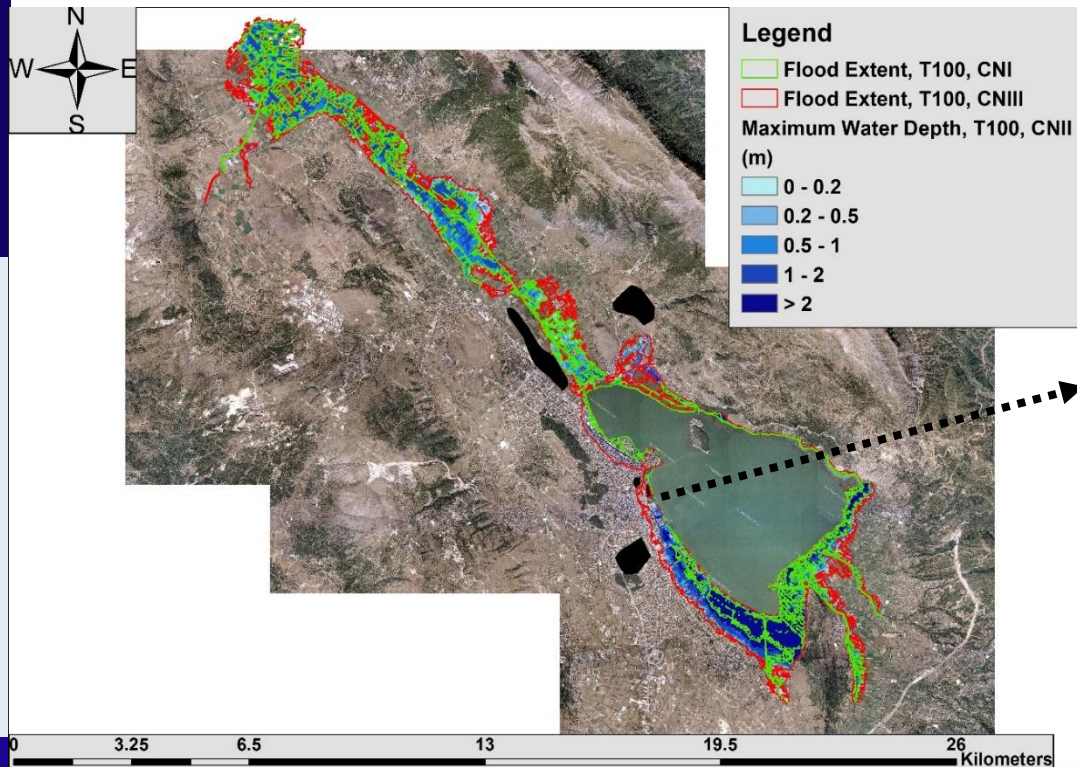 N
W E
S
Legend
Flood Extent, T100, CNI
Flood Extent, T100, CNIII
Maximum Water Depth, T100, CNII
(m)
0 - 0.2
0.2 - 0.5
0.5 - 1
1 - 2
> 2
0 3.25 6.5 13 19.5 26
Kilometers